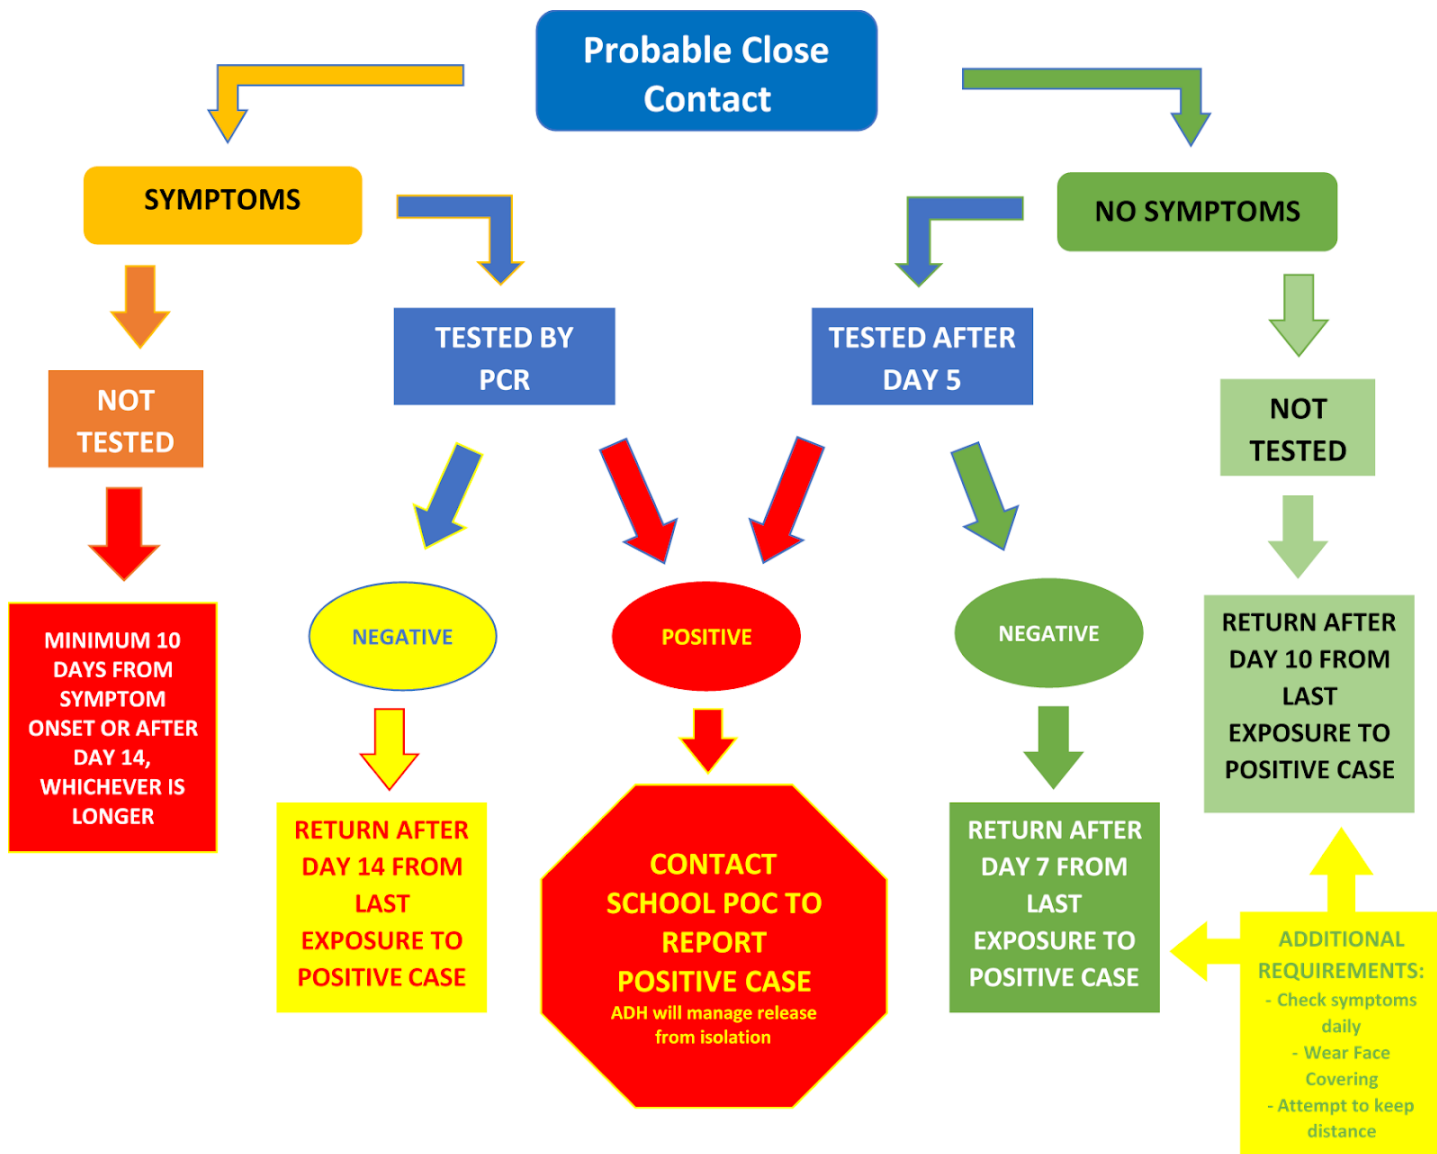 Probable Close
Contact
SYMPTOMS
NO SYMPTOMS
TESTED BY
PCR
TESTED AFTER
DAY 5
NOT
TESTED
NOT
TESTED
NEGATIVE
POSITIVE
NEGATIVE
MINIMUM 10
DAYS FROM
SYMPTOM
ONSET OR AFTER
DAY 14,
WHICHEVER IS
LONGER
RETURN AFTER
DAY 14 FROM
LAST
EXPOSURE TO
POSITIVE CASE
CONTACT
SCHOOL POC TO
REPORT
POSITIVE CASE
ADH will manage release
from isolation
RETURN AFTER
DAY 7 FROM
LAST
EXPOSURE TO
POSITIVE CASE
RETURN AFTER
DAY 10 FROM
LAST
EXPOSURE TO
POSITIVE CASE
ADDITIONAL
REQUIREMENTS:
- Check symptoms
daily
- Wear Face
Covering
- Attempt to keep
distance